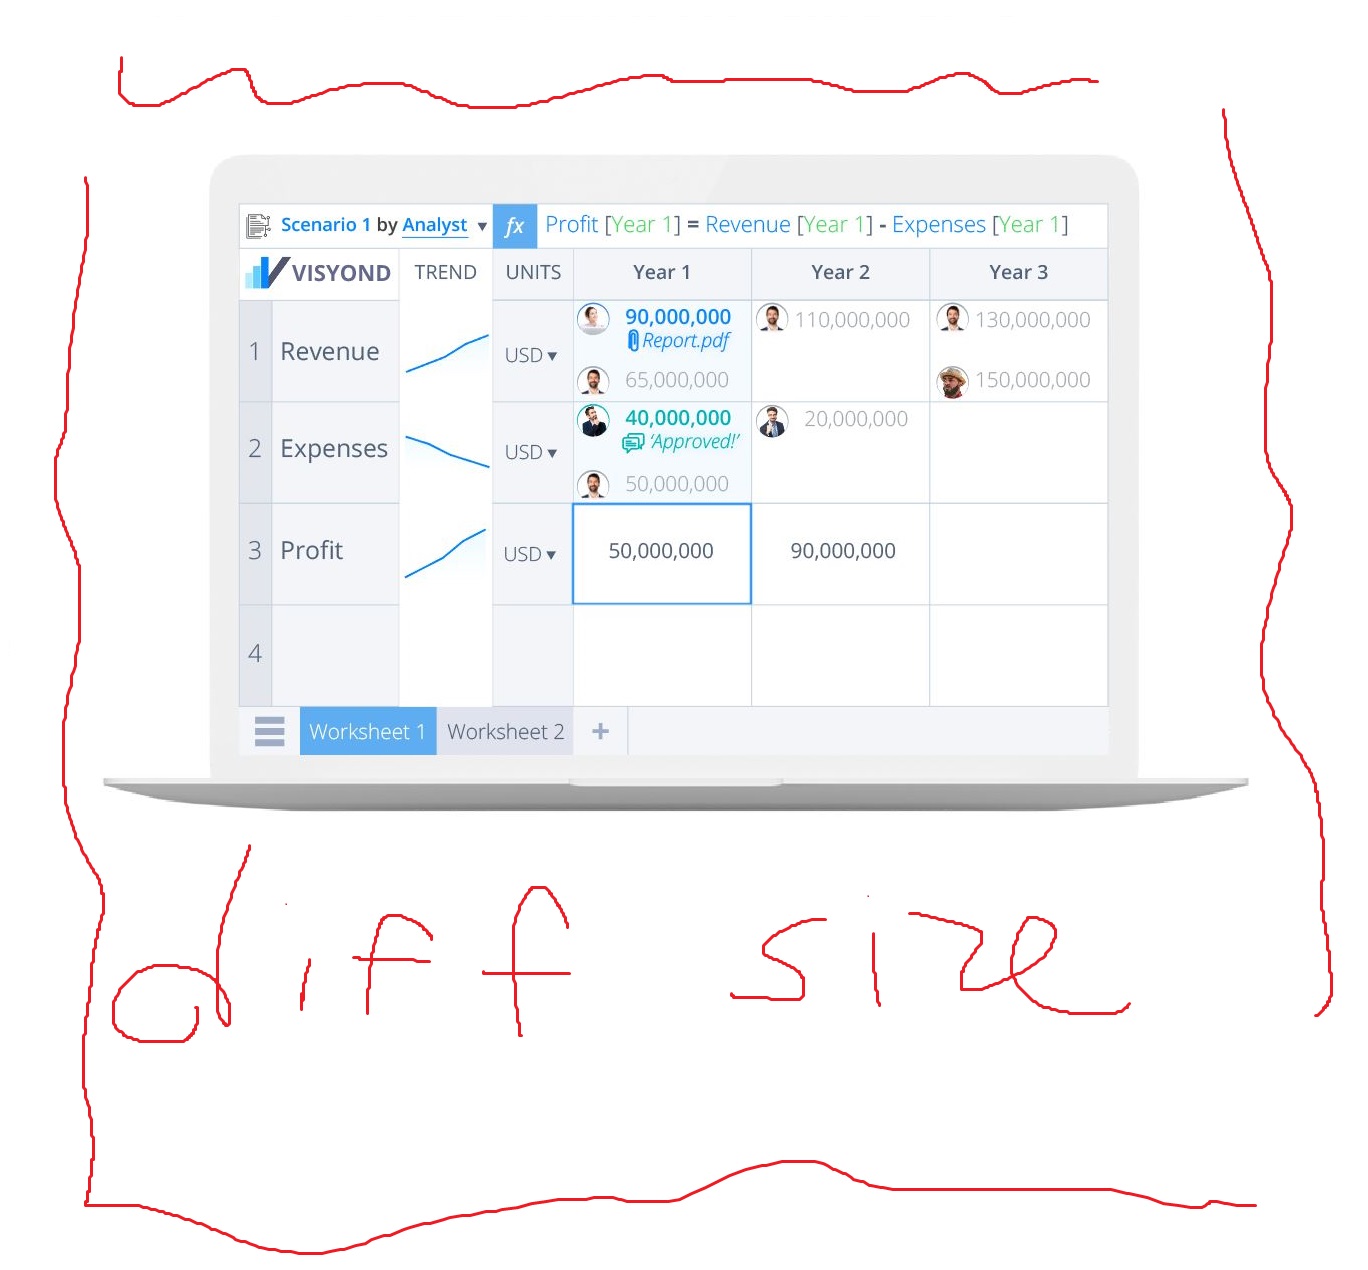 Scenario 1 by Analyst ▼ fx Profit [Year 1] = Revenue [Year 1] - Expenses [Year 1]
VISYOND TREND UNITS Year 1 Year 2 Year 3
90,000,000 110,000,000 130,000,000
Report.pdf
1 Revenue USD ▼
65,000,000 150,000,000
40,000,000 20,000,000
'Approved!'
2 Expenses USD ▼
50,000,000
3 Profit USD ▼ 50,000,000 90,000,000
4
Worksheet 1 Worksheet 2 +
diff size